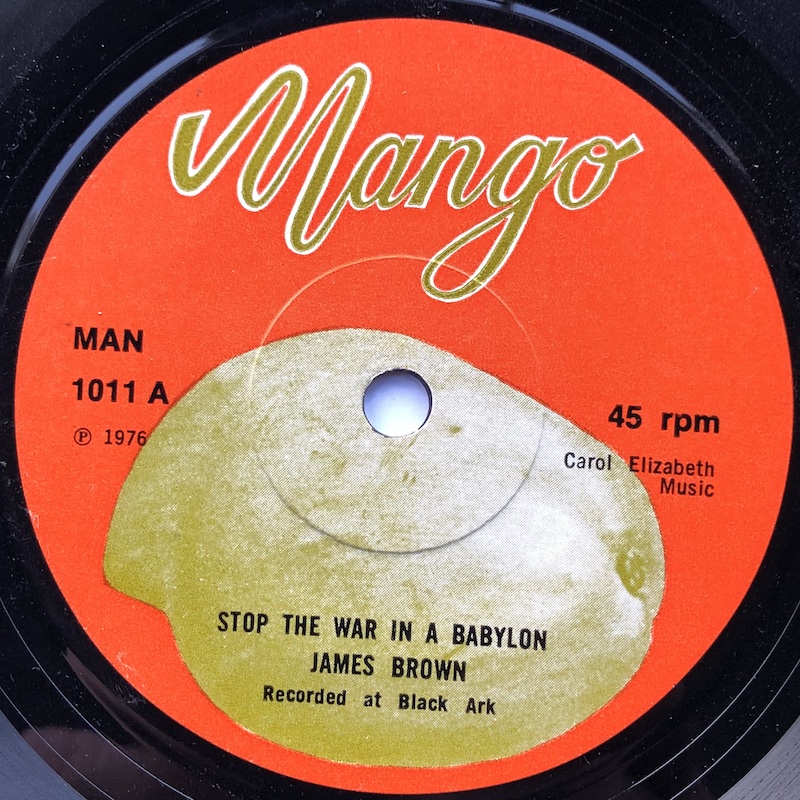 Mango
MAN
1011 A
℗ 1976
45 rpm
Carol Elizabeth
Music
STOP THE WAR IN A BABYLON
JAMES BROWN
Recorded at Black Ark